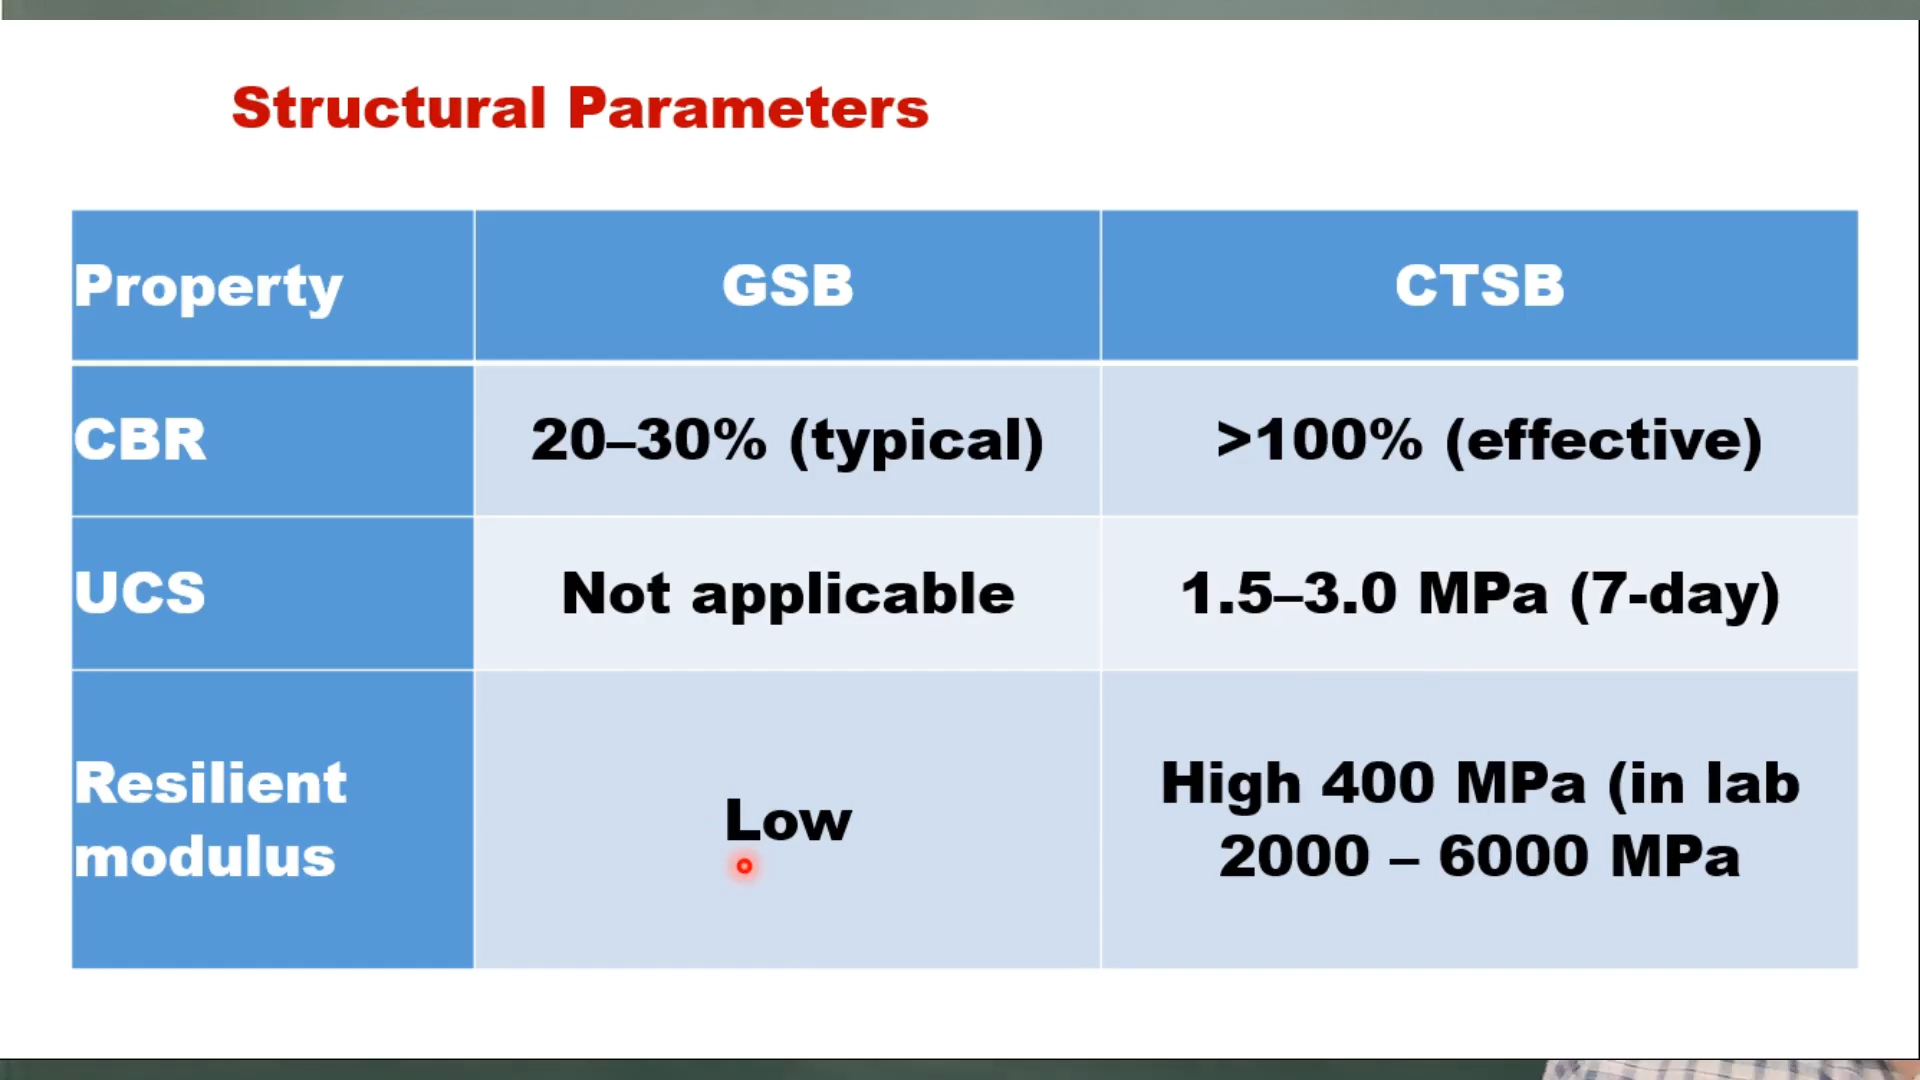 Structural Parameters
Property GSB CTSB
CBR 20–30% (typical) >100% (effective)
UCS Not applicable 1.5–3.0 MPa (7-day)
Resilient
modulus
Low
High 400 MPa (in lab
2000 – 6000 MPa